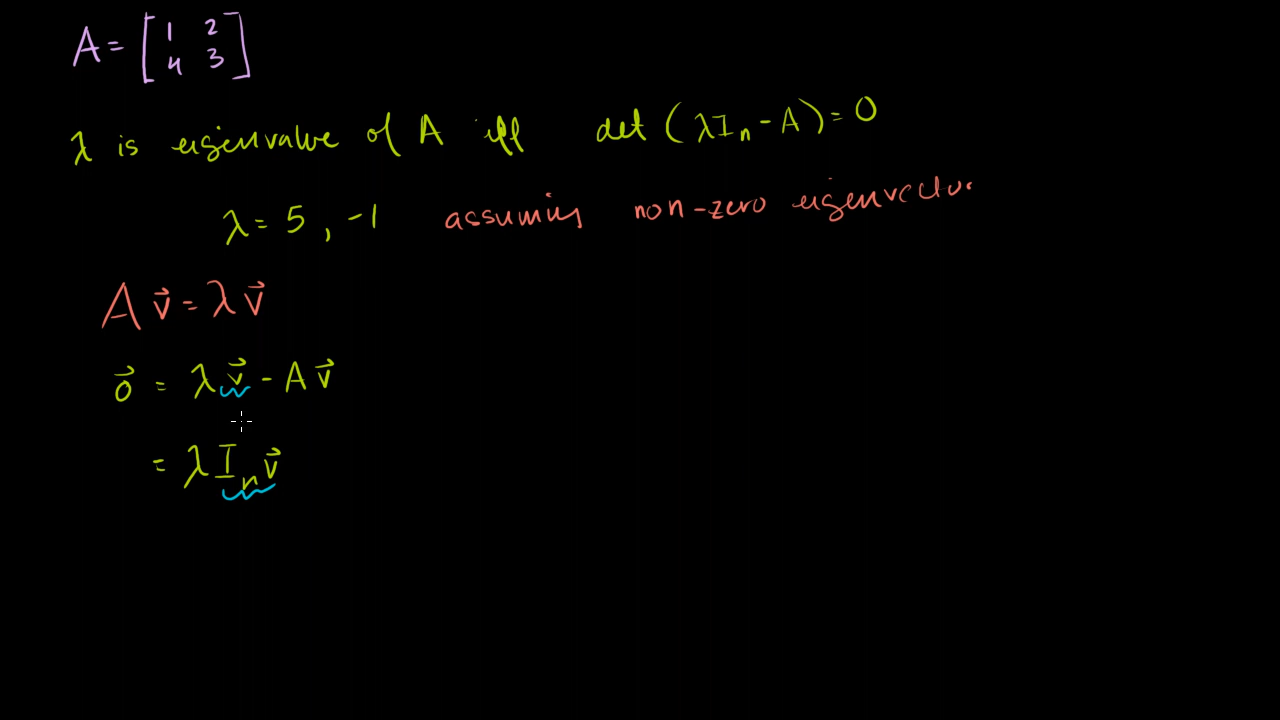 A = [1 2
4 3]
λ is eigenvalue of A iff det (λIₙ - A) = 0
λ = 5, -1 assuming non-zero eigenvector
A v⃗ = λ v⃗
0⃗ = λ v⃗ - A v⃗
= λ Iₙ v⃗